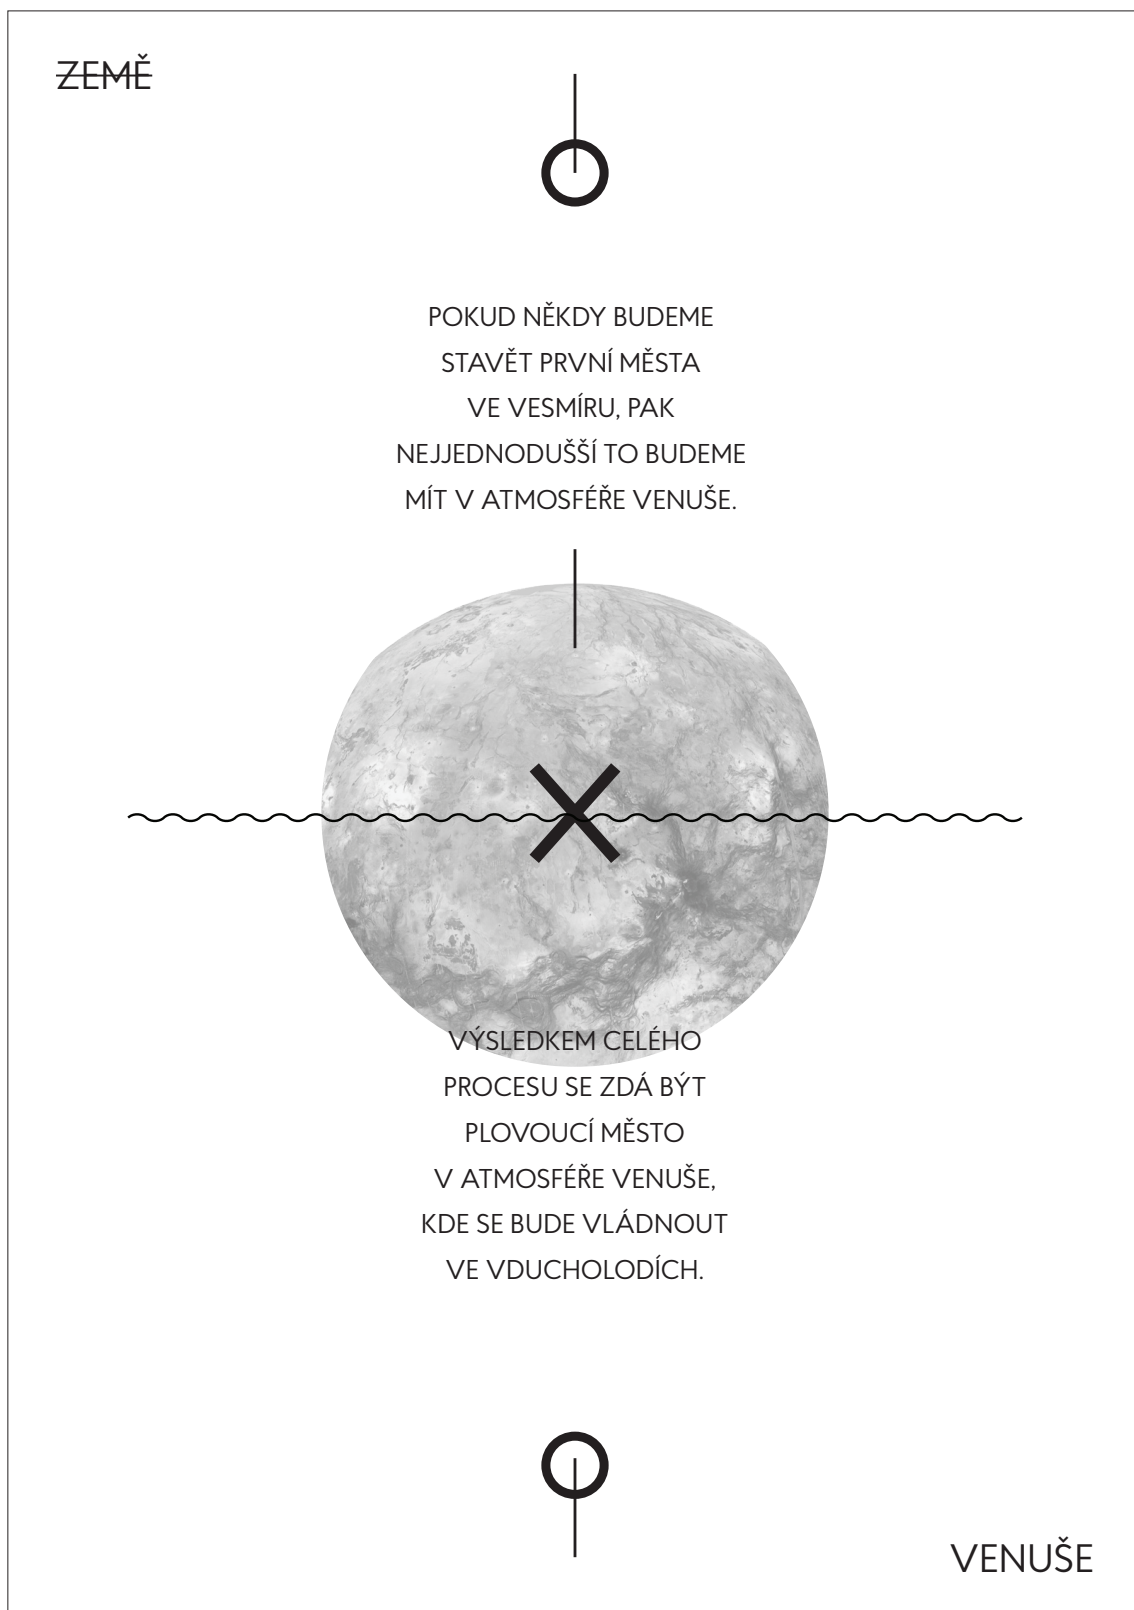 ZEMĚ
POKUD NĚKDY BUDEME
STAVĚT PRVNÍ MĚSTA
VE VESMÍRU, PAK
NEJJEDNODUŠŠÍ TO BUDEME
MÍT V ATMOSFÉŘE VENUŠE.
VÝSLEDKEM CELÉHO
PROCESU SE ZDÁ BÝT
PLOVOUCÍ MĚSTO
V ATMOSFÉŘE VENUŠE,
KDE SE BUDE VLÁDNOUT
VE VDUCHOLODÍCH.
VENUŠE